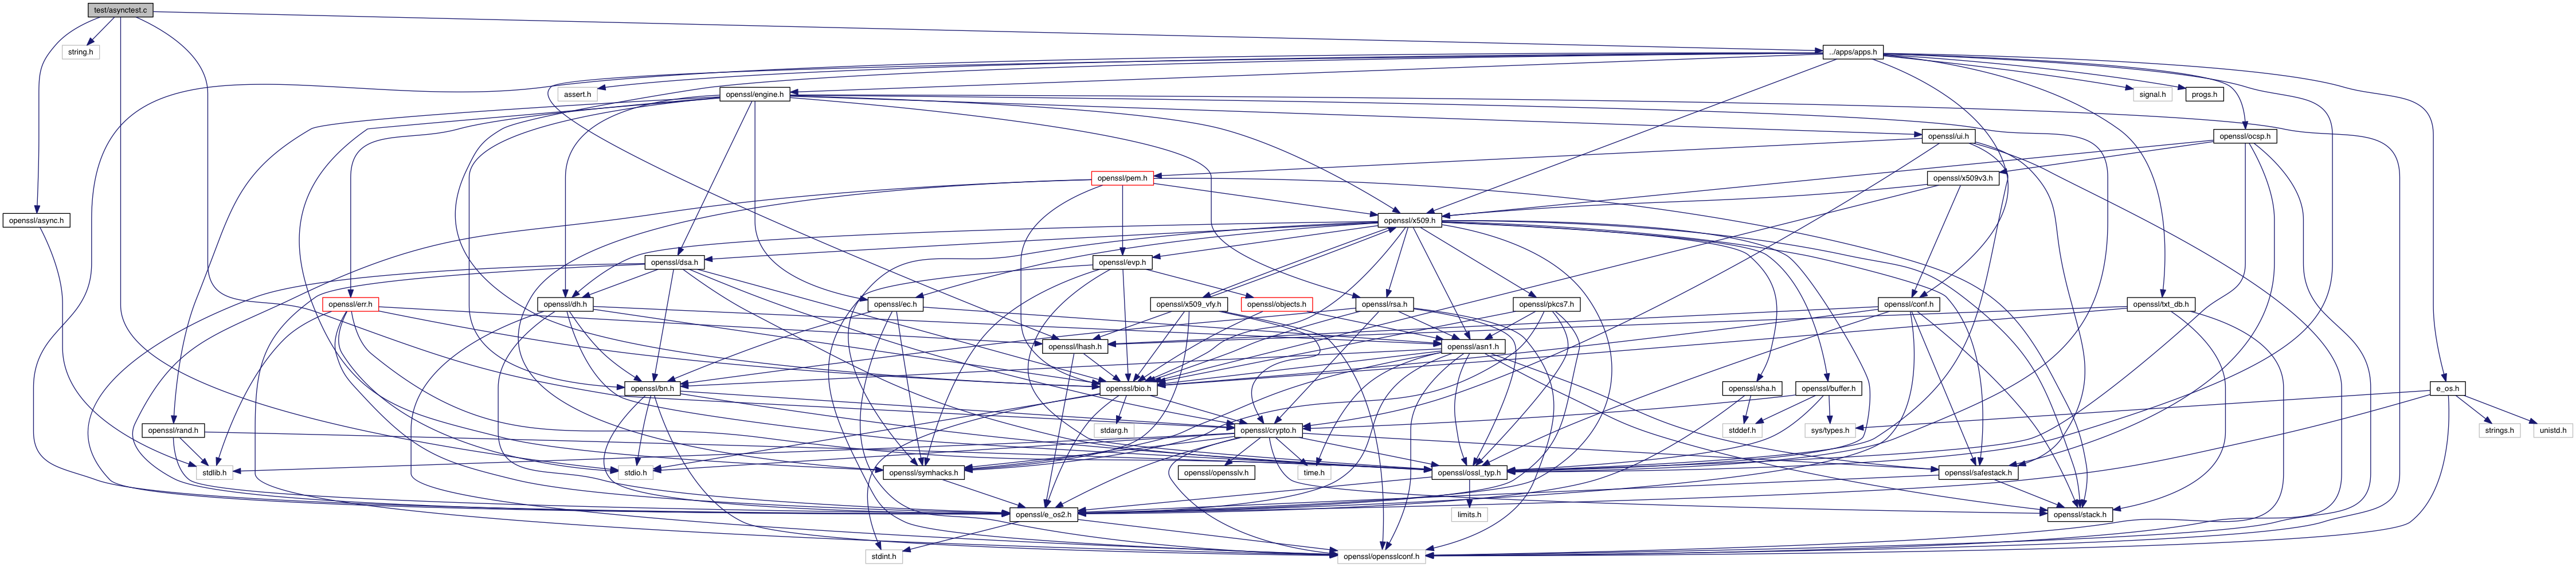 test/asynctest.c
string.h
../apps/apps.h
assert.h
openssl/engine.h
signal.h
progs.h
openssl/ui.h
openssl/ocsp.h
openssl/pem.h
openssl/x509v3.h
openssl/async.h
openssl/x509.h
openssl/dsa.h
openssl/evp.h
openssl/err.h
openssl/dh.h
openssl/ec.h
openssl/x509_vfy.h
openssl/objects.h
openssl/rsa.h
openssl/pkcs7.h
openssl/conf.h
openssl/txt_db.h
openssl/lhash.h
openssl/asn1.h
openssl/bn.h
openssl/bio.h
openssl/sha.h
openssl/buffer.h
e_os.h
openssl/rand.h
stdarg.h
openssl/crypto.h
stddef.h
sys/types.h
strings.h
unistd.h
stdlib.h
stdio.h
openssl/symhacks.h
openssl/opensslv.h
time.h
openssl/ossl_typ.h
openssl/safestack.h
openssl/e_os2.h
limits.h
openssl/stack.h
stdint.h
openssl/opensslconf.h